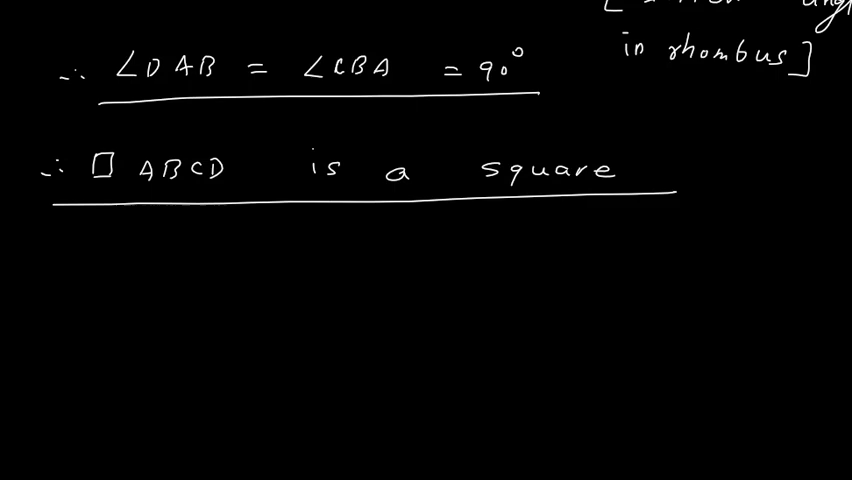 in rhombus]
∴ ∠DAB = ∠CBA = 90°
∴ □ ABCD is a square